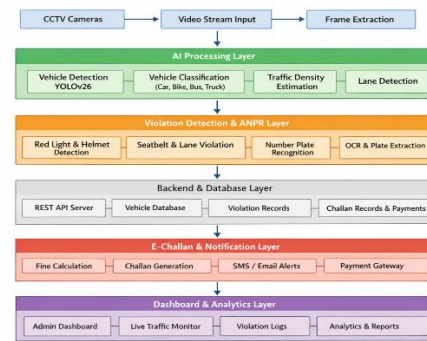 CCTV Cameras
Video Stream Input
Frame Extraction
AI Processing Layer
Vehicle Detection
YOLOv26
Vehicle Classification
(Car, Bike, Bus, Truck)
Traffic Density
Estimation
Lane Detection
Violation Detection & ANPR Layer
Red Light & Helmet
Detection
Seatbelt & Lane Violation
Number Plate
Recognition
OCR & Plate Extraction
Backend & Database Layer
REST API Server
Vehicle Database
Violation Records
Challan Records & Payments
E-Challan & Notification Layer
Fine Calculation
Challan Generation
SMS / Email Alerts
Payment Gateway
Dashboard & Analytics Layer
Admin Dashboard
Live Traffic Monitor
Violation Logs
Analytics & Reports